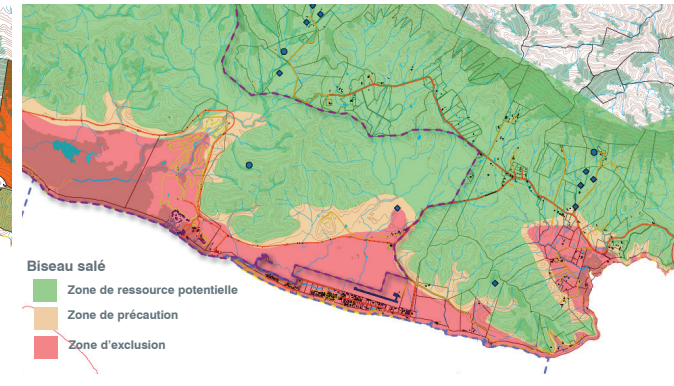 Biseau salé
Zone de ressource potentielle
Zone de précaution
Zone d'exclusion